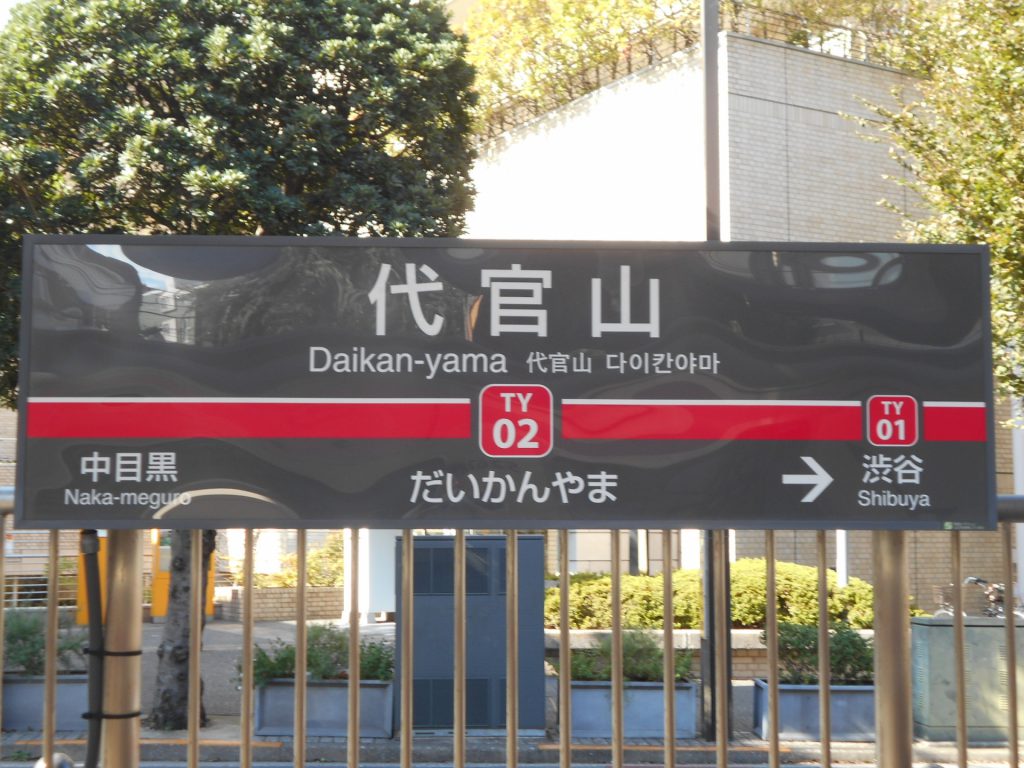 代官山
Daikan-yama 代官山 다이칸야마
TY
02
TY
01
中目黒
Naka-meguro
だいかんやま
→ 渋谷
Shibuya